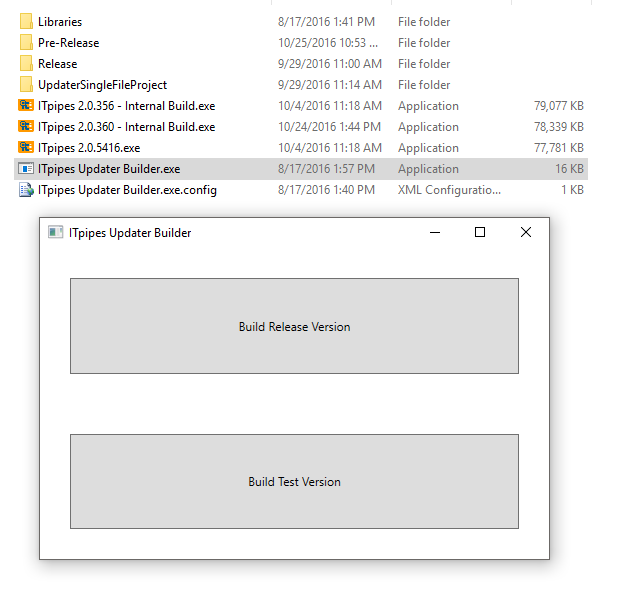 Libraries 8/17/2016 1:41 PM File folder
Pre-Release 10/25/2016 10:53 ... File folder
Release 9/29/2016 11:00 AM File folder
UpdaterSingleFileProject 9/29/2016 11:14 AM File folder
ITpipes 2.0.356 - Internal Build.exe 10/4/2016 11:18 AM Application 79,077 KB
ITpipes 2.0.360 - Internal Build.exe 10/24/2016 1:44 PM Application 78,339 KB
ITpipes 2.0.5416.exe 10/4/2016 11:18 AM Application 77,781 KB
ITpipes Updater Builder.exe 8/17/2016 1:57 PM Application 16 KB
ITpipes Updater Builder.exe.config 8/17/2016 1:40 PM XML Configuratio... 1 KB
ITpipes Updater Builder
Build Release Version
Build Test Version